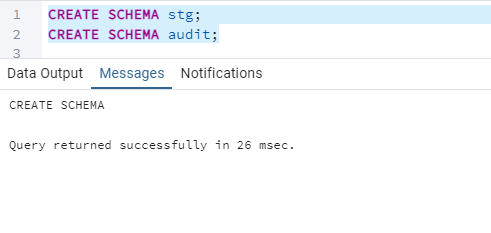 1 CREATE SCHEMA stg;
2 CREATE SCHEMA audit;
3
Data Output Messages Notifications
CREATE SCHEMA
Query returned successfully in 26 msec.